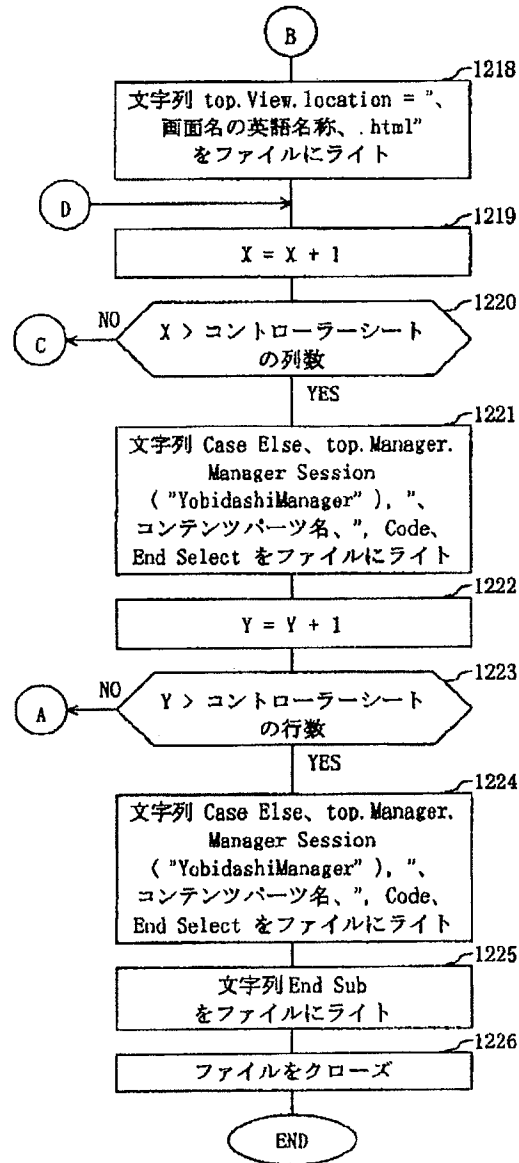 B
1218
文字列 top.View.location = "、
画面名の英語名称、.html"
をファイルにライト
D
1219
X = X + 1
1220
NO
X > コントローラーシート
の列数
C
YES
1221
文字列 Case Else、top.Manager.
Manager Session
( "YobidashiManager" ), "、
コンテンツパーツ名、", Code、
End Select をファイルにライト
1222
Y = Y + 1
1223
NO
Y > コントローラーシート
の行数
A
YES
1224
文字列 Case Else、top.Manager.
Manager Session
( "YobidashiManager" ), "、
コンテンツパーツ名、", Code、
End Select をファイルにライト
1225
文字列 End Sub
をファイルにライト
1226
ファイルをクローズ
END